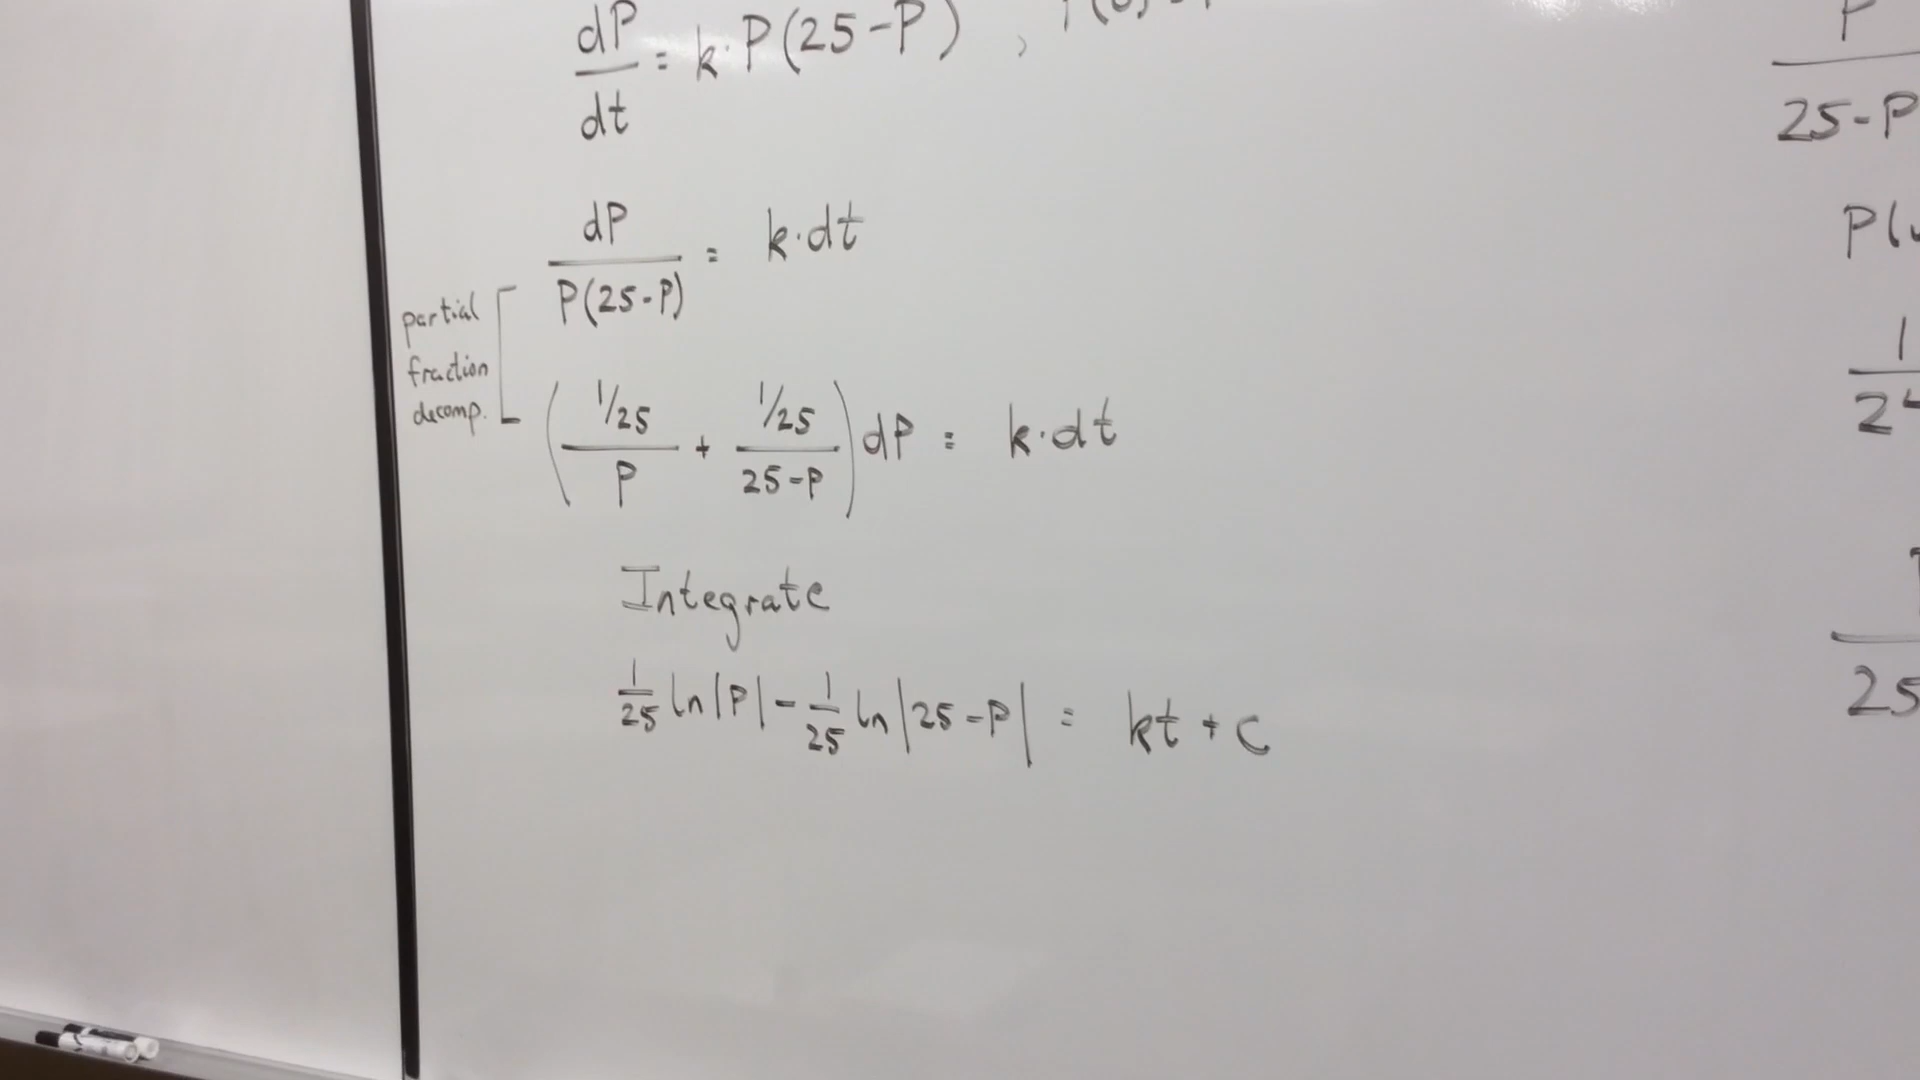 dP/dt = k·P(25-P) ,
dP/P(25-P) = k·dt
partial fraction decomp.
(1/25/P + 1/25/25-P) dP = k·dt
Integrate
1/25 ln|P| - 1/25 ln|25-P| = kt + C
P/25-P
P(
1
2
25